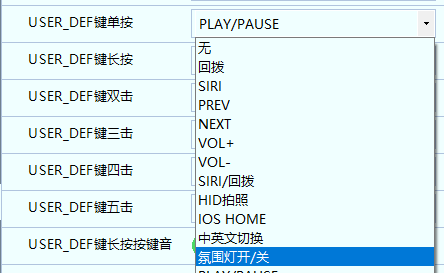 USER_DEF键单按
PLAY/PAUSE
无
USER_DEF键长按
回拨
SIRI
USER_DEF键双击
PREV
NEXT
USER_DEF键三击
VOL+
VOL-
USER_DEF键四击
SIRI/回拨
HID拍照
USER_DEF键五击
IOS HOME
中英文切换
USER_DEF键长按按键音
氛围灯开/关
PLAY/PAUSE